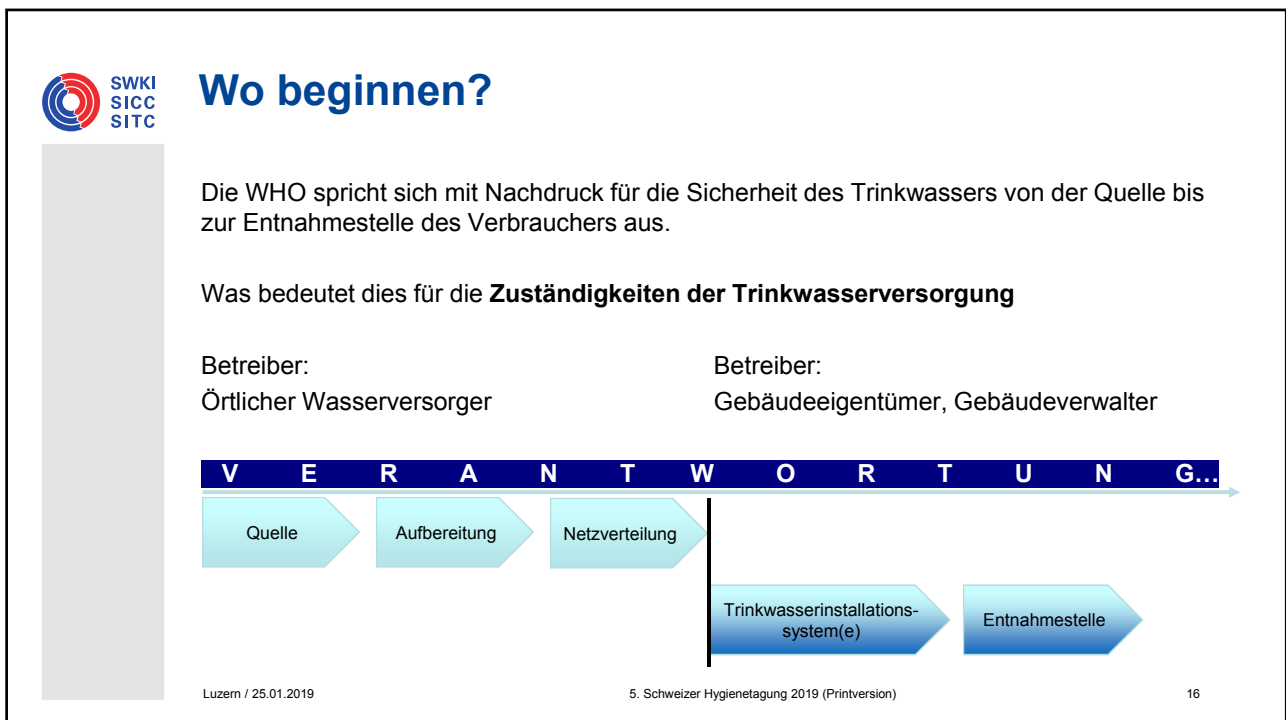 SWKI
SICC
SITC
Wo beginnen?
Die WHO spricht sich mit Nachdruck für die Sicherheit des Trinkwassers von der Quelle bis
zur Entnahmestelle des Verbrauchers aus.
Was bedeutet dies für die Zuständigkeiten der Trinkwasserversorgung
Betreiber:
Örtlicher Wasserversorger
Betreiber:
Gebäudeeigentümer, Gebäudeverwalter
V E R A N T W O R T U N G...
Quelle
Aufbereitung
Netzverteilung
Trinkwasserinstallations-
system(e)
Entnahmestelle
Luzern / 25.01.2019
5. Schweizer Hygienetagung 2019 (Printversion)
16